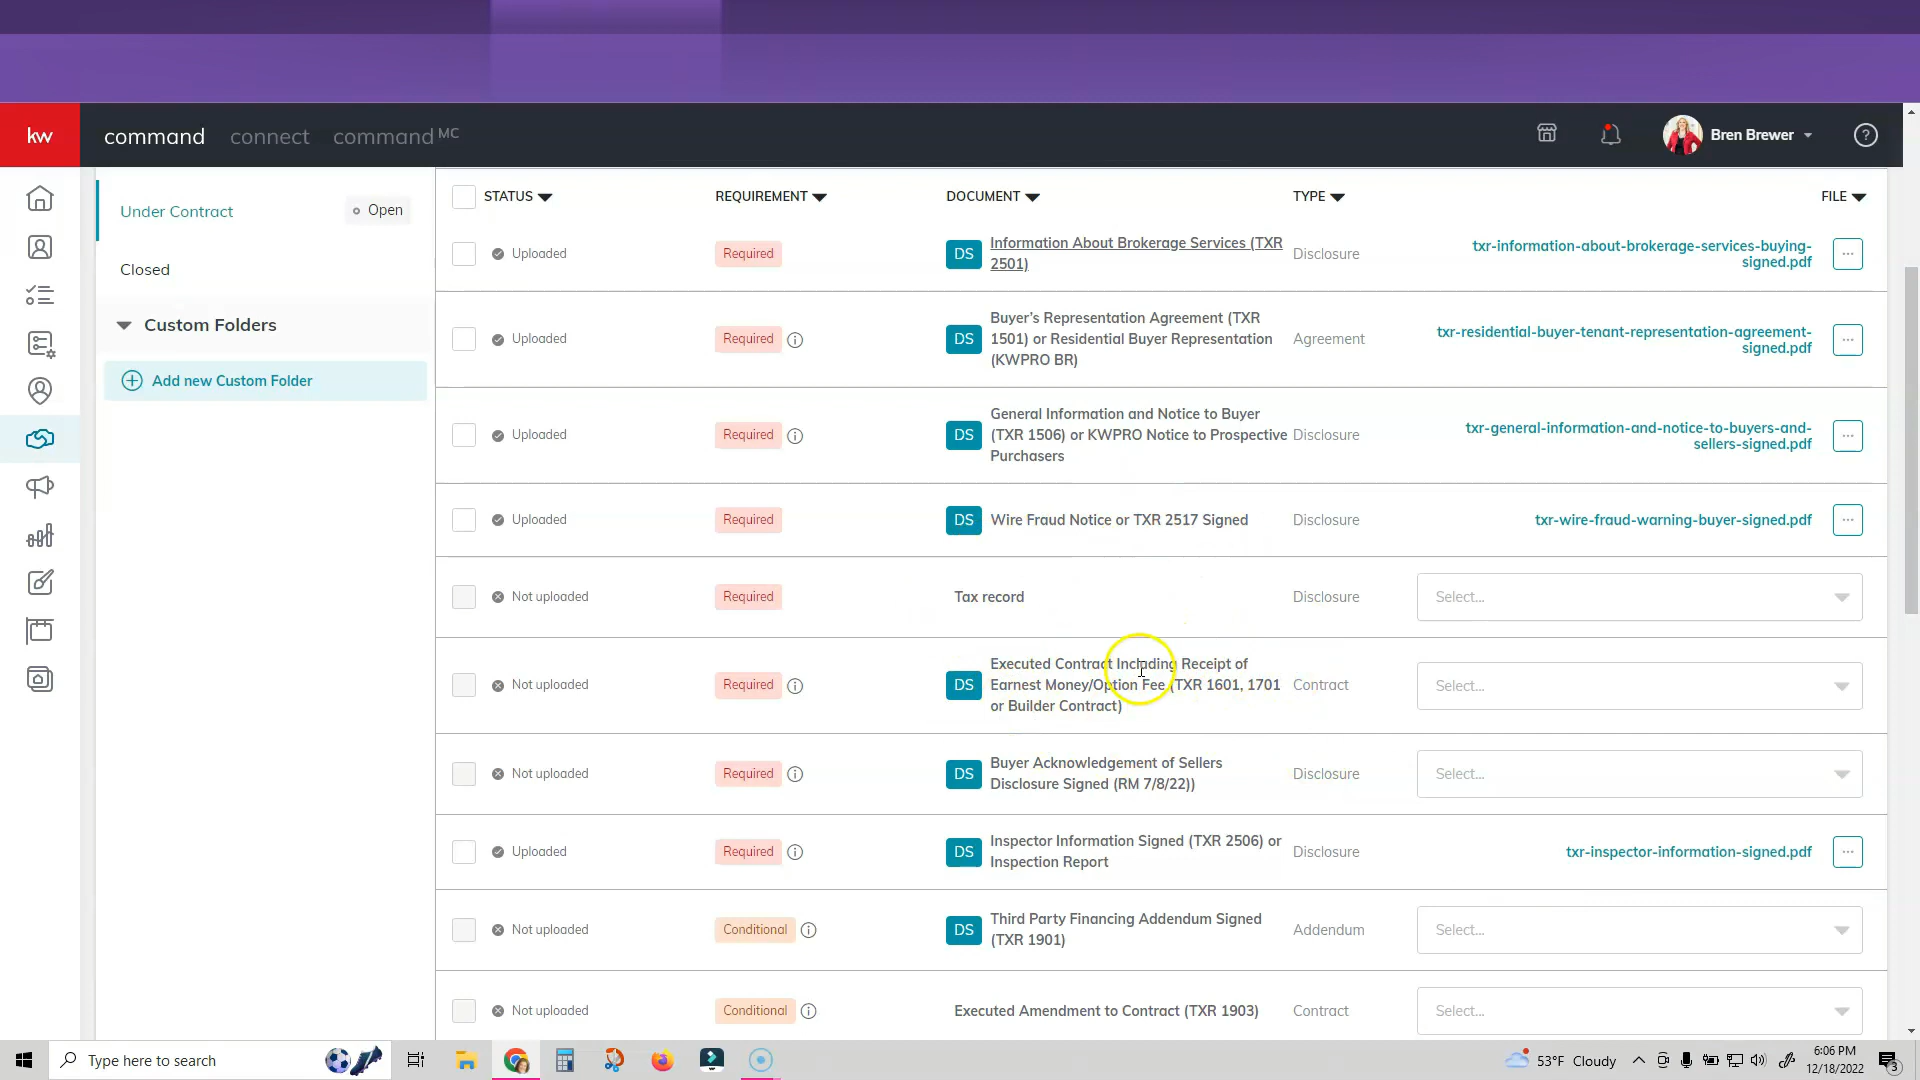 kw
command connect command MC
Bren Brewer
?
Under Contract
Open
Closed
Custom Folders
Add new Custom Folder
STATUS REQUIREMENT DOCUMENT TYPE FILE
Uploaded Required DS Information About Brokerage Services (TXR
2501)
Disclosure
txr-information-about-brokerage-services-buying-
signed.pdf
Uploaded Required DS Buyer’s Representation Agreement (TXR
1501) or Residential Buyer Representation
(KWPRO BR)
Agreement
txr-residential-buyer-tenant-representation-agreement-
signed.pdf
Uploaded Required DS General Information and Notice to Buyer
(TXR 1506) or KWPRO Notice to Prospective
Purchasers
Disclosure
txr-general-information-and-notice-to-buyers-and-
sellers-signed.pdf
Uploaded Required DS Wire Fraud Notice or TXR 2517 Signed Disclosure txr-wire-fraud-warning-buyer-signed.pdf
Not uploaded Required Tax record Disclosure Select...
Not uploaded Required DS Executed Contract Including Receipt of
Earnest Money/Option Fee (TXR 1601, 1701
or Builder Contract)
Contract Select...
Not uploaded Required DS Buyer Acknowledgement of Sellers
Disclosure Signed (RM 7/8/22))
Disclosure Select...
Uploaded Required DS Inspector Information Signed (TXR 2506) or
Inspection Report
Disclosure txr-inspector-information-signed.pdf
Not uploaded Conditional DS Third Party Financing Addendum Signed
(TXR 1901)
Addendum Select...
Not uploaded Conditional Executed Amendment to Contract (TXR 1903) Contract Select...
Type here to search
53°F Cloudy
6:06 PM
12/18/2022
3